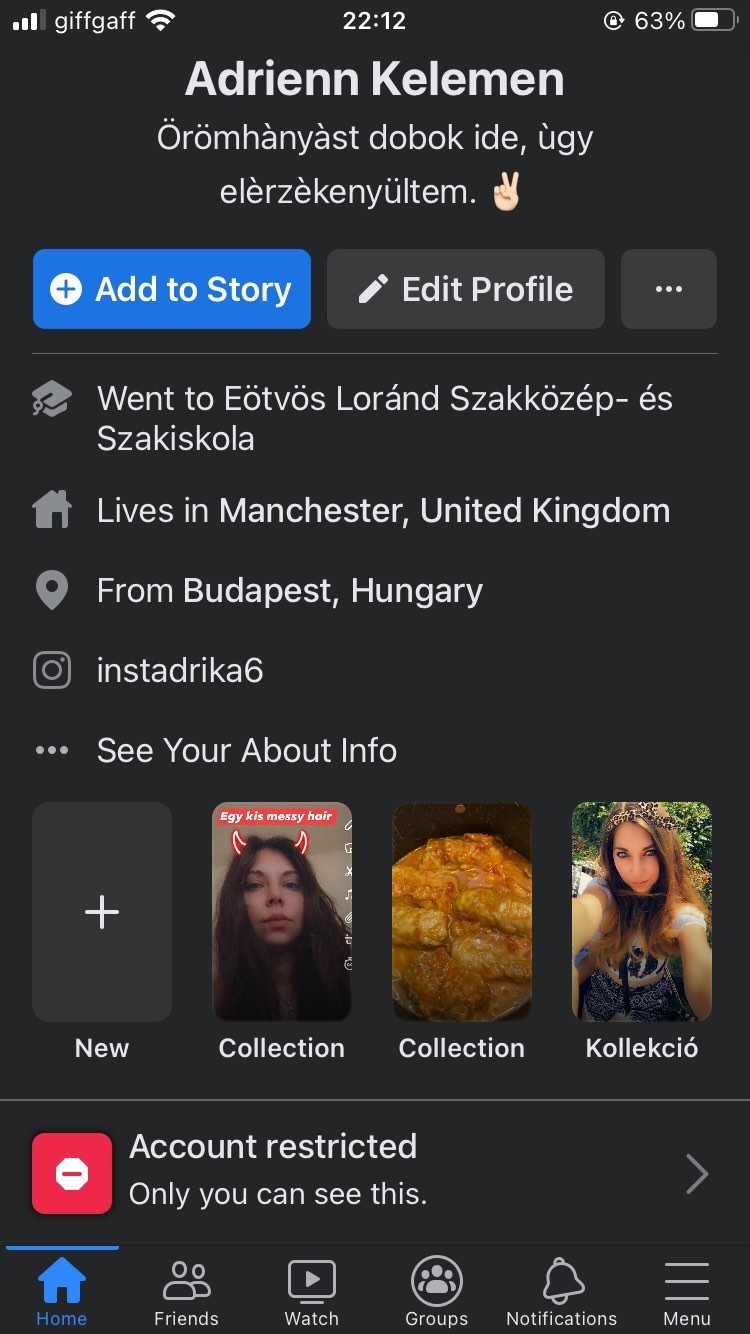 giffgaff 22:12 63%
Adrienn Kelemen
Örömhànyàst dobok ide, ùgy
elèrzèkenyültem. ✌🏻
Add to Story Edit Profile ...
Went to Eötvös Loránd Szakközép- és
Szakiskola
Lives in Manchester, United Kingdom
From Budapest, Hungary
instadrika6
... See Your About Info
Egy kis messy hair
New Collection Collection Kollekció
Account restricted
Only you can see this.
Home Friends Watch Groups Notifications Menu